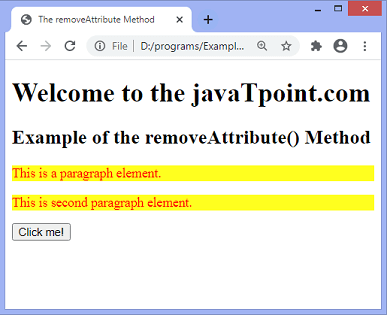 The removeAttribute Method
File | D:/programs/Exampl...
Welcome to the javaTpoint.com
Example of the removeAttribute() Method
This is a paragraph element.
This is second paragraph element.
Click me!